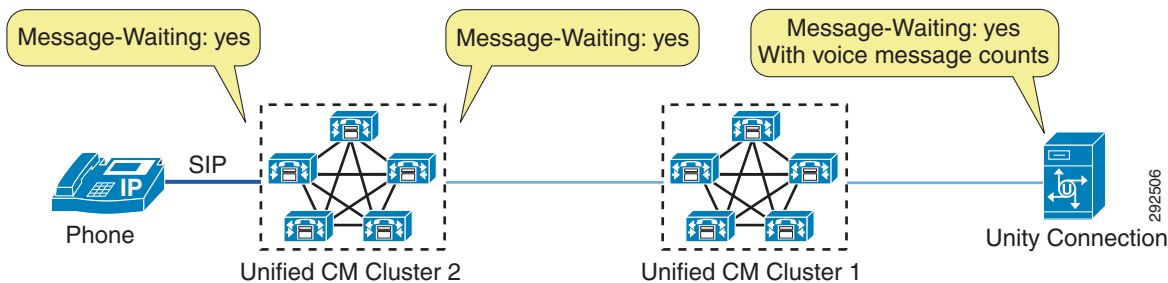 Message-Waiting: yes
Message-Waiting: yes
Message-Waiting: yes
With voice message counts
SIP
IP
Phone
Unified CM Cluster 2
Unified CM Cluster 1
U
Unity Connection
292506